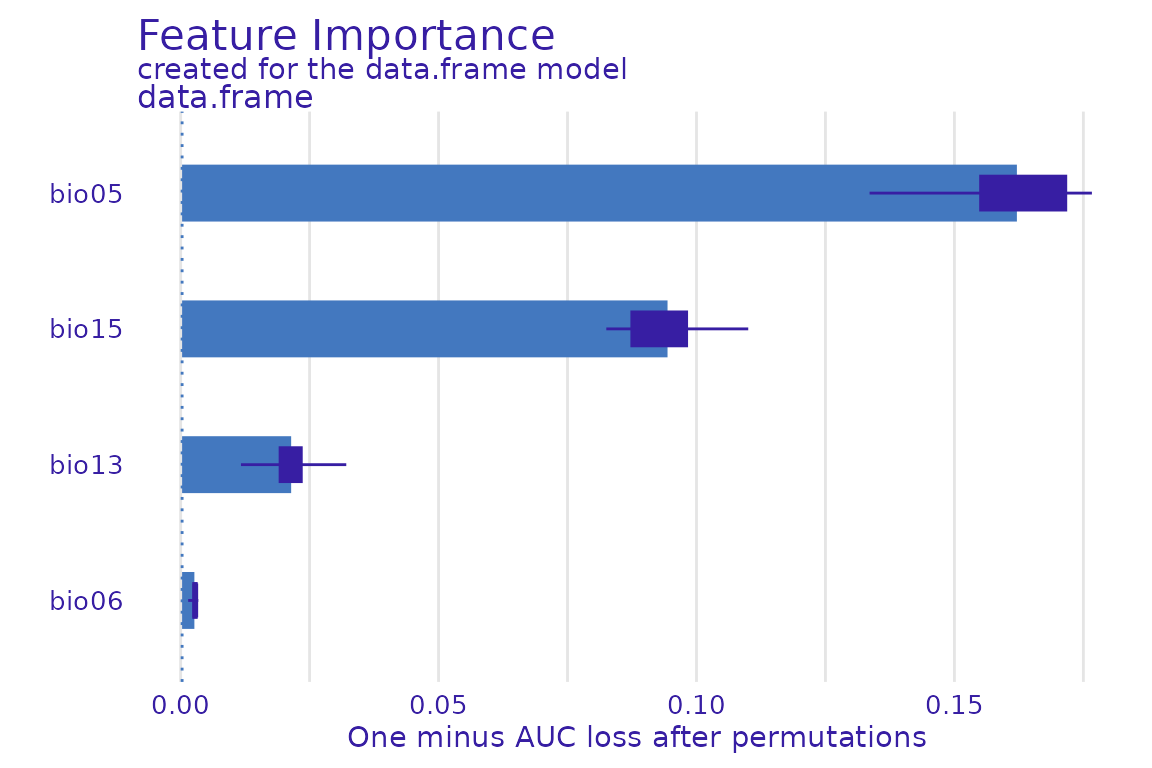 Feature Importance
created for the data.frame model
data.frame
bio05
bio15
bio13
bio06
0.00 0.05 0.10 0.15
One minus AUC loss after permutations